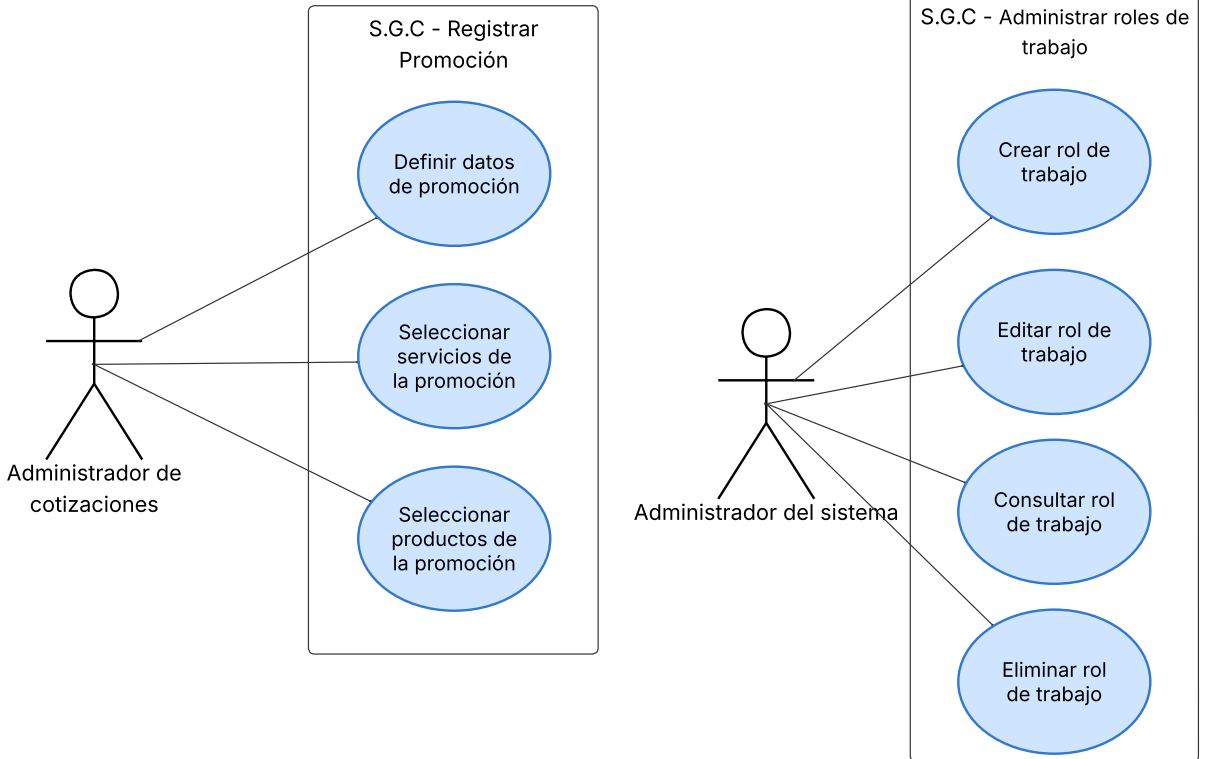 S.G.C - Registrar
Promoción
Definir datos
de promoción
Seleccionar
servicios de
la promoción
Seleccionar
productos de
la promoción
Administrador de
cotizaciones
S.G.C - Administrar roles de
trabajo
Crear rol de
trabajo
Editar rol de
trabajo
Consultar rol
de trabajo
Eliminar rol
de trabajo
Administrador del sistema